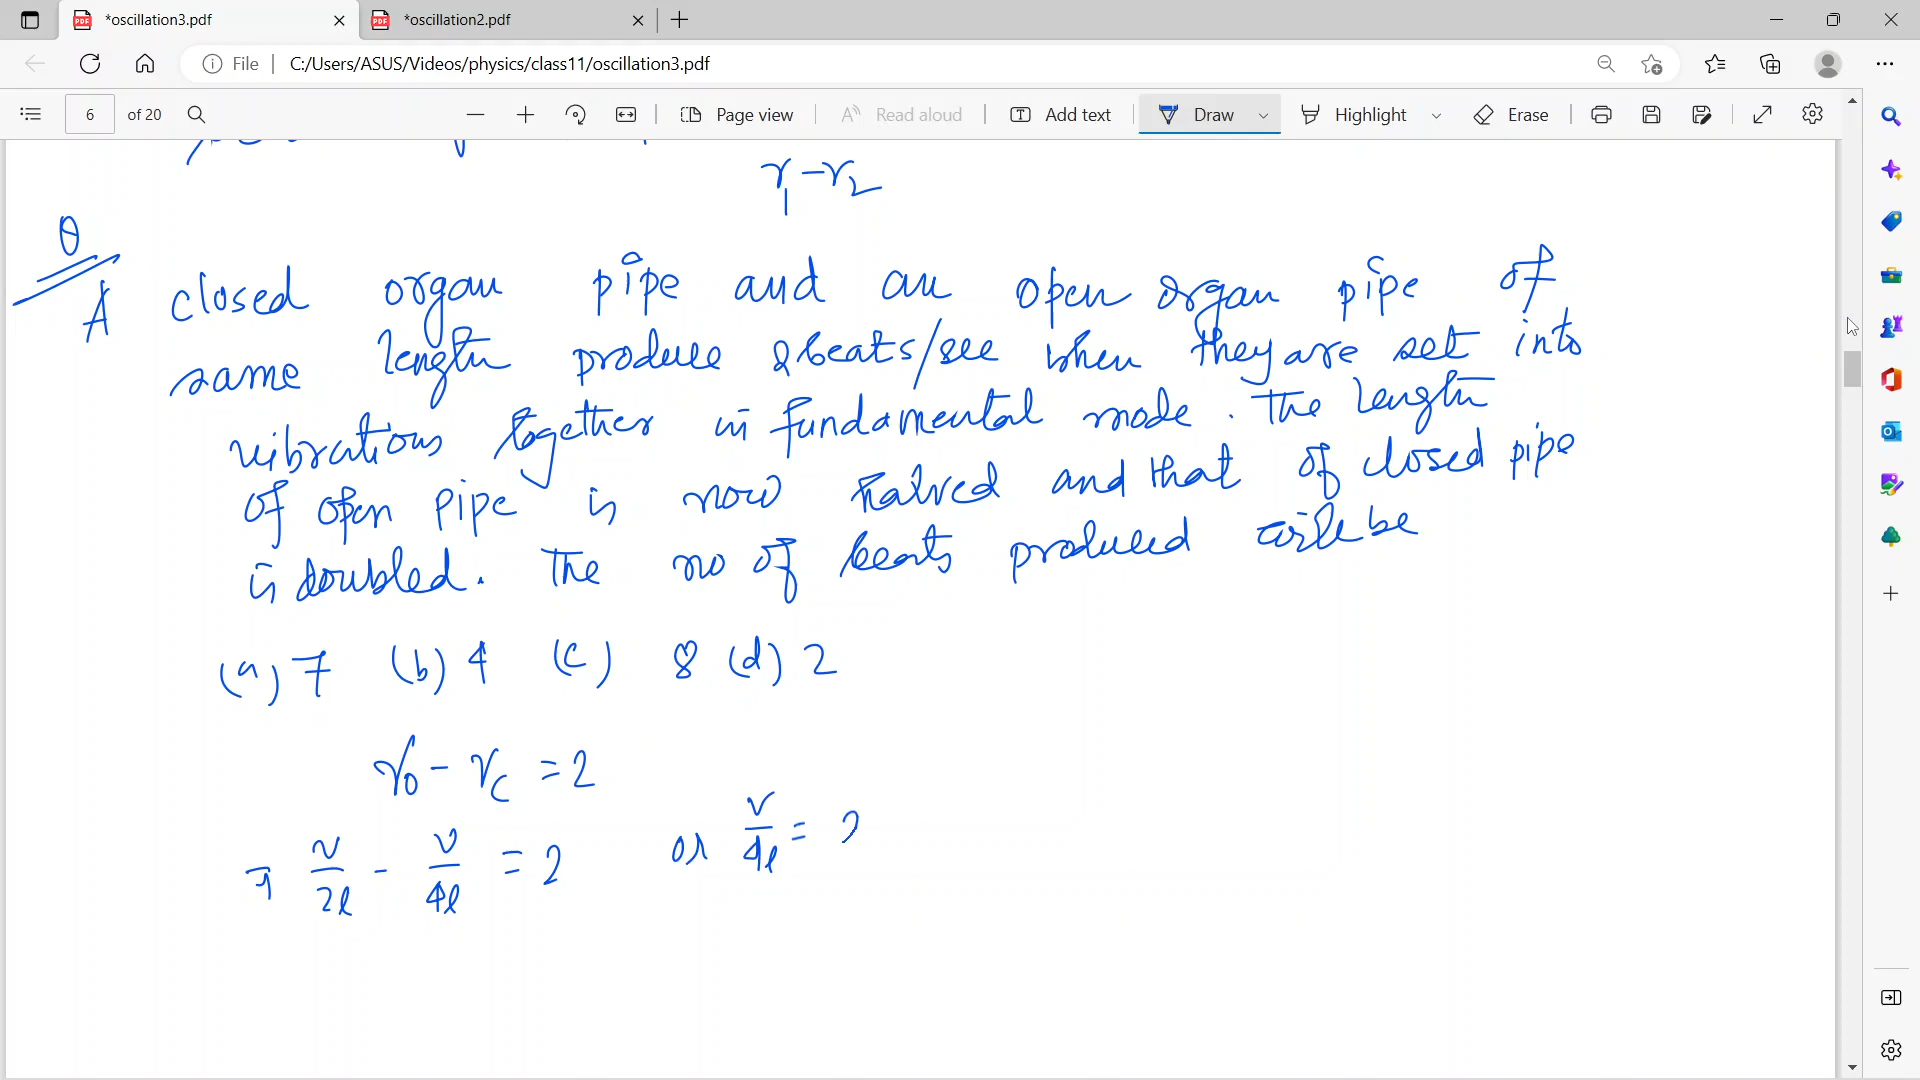 *oscillation3.pdf
*oscillation2.pdf
File | C:/Users/ASUS/Videos/physics/class11/oscillation3.pdf
6 of 20
Page view
Read aloud
Add text
Draw
Highlight
Erase
γ1 - γ2
Q
A closed organ pipe and an open organ pipe of
same length produce 2 beats/sec when they are set into
vibrations together in fundamental mode. The length
of open pipe is now halved and that of closed pipe
is doubled. The no of beats produced will be
(a) 7 (b) 4 (c) 8 (d) 2
γ0 - γc = 2
⇒ v/2l - v/4l = 2 or v/4l = 2